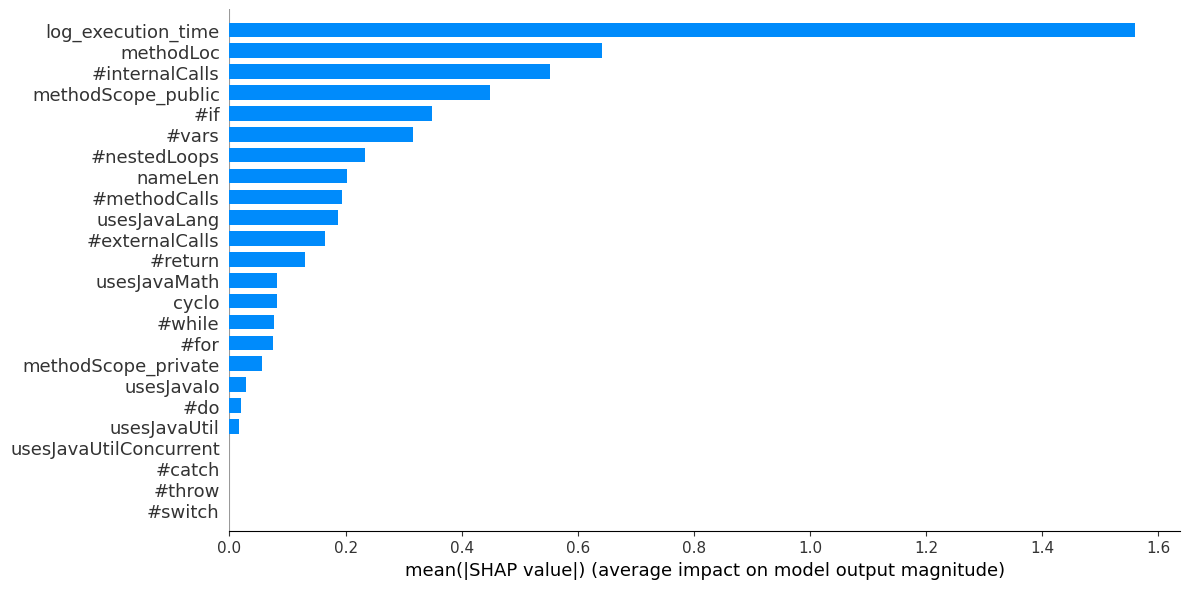 log_execution_time
methodLoc
#internalCalls
methodScope_public
#if
#vars
#nestedLoops
nameLen
#methodCalls
usesJavaLang
#externalCalls
#return
usesJavaMath
cyclo
#while
#for
methodScope_private
usesJavaIo
#do
usesJavaUtil
usesJavaUtilConcurrent
#catch
#throw
#switch
0.0 0.2 0.4 0.6 0.8 1.0 1.2 1.4 1.6
mean(|SHAP value|) (average impact on model output magnitude)